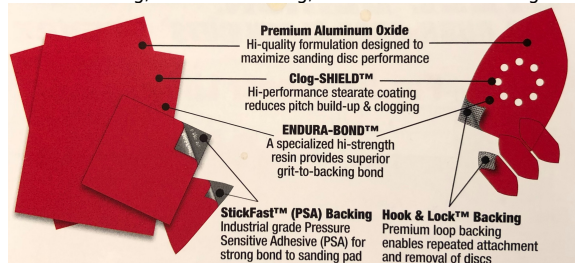 Premium Aluminum Oxide
Hi-quality formulation designed to
maximize sanding disc performance
Clog-SHIELD™
Hi-performance stearate coating
reduces pitch build-up & clogging
ENDURA-BOND™
A specialized hi-strength
resin provides superior
grit-to-backing bond
StickFast™ (PSA) Backing
Industrial grade Pressure
Sensitive Adhesive (PSA) for
strong bond to sanding pad
Hook & Lock™ Backing
Premium loop backing
enables repeated attachment
and removal of discs